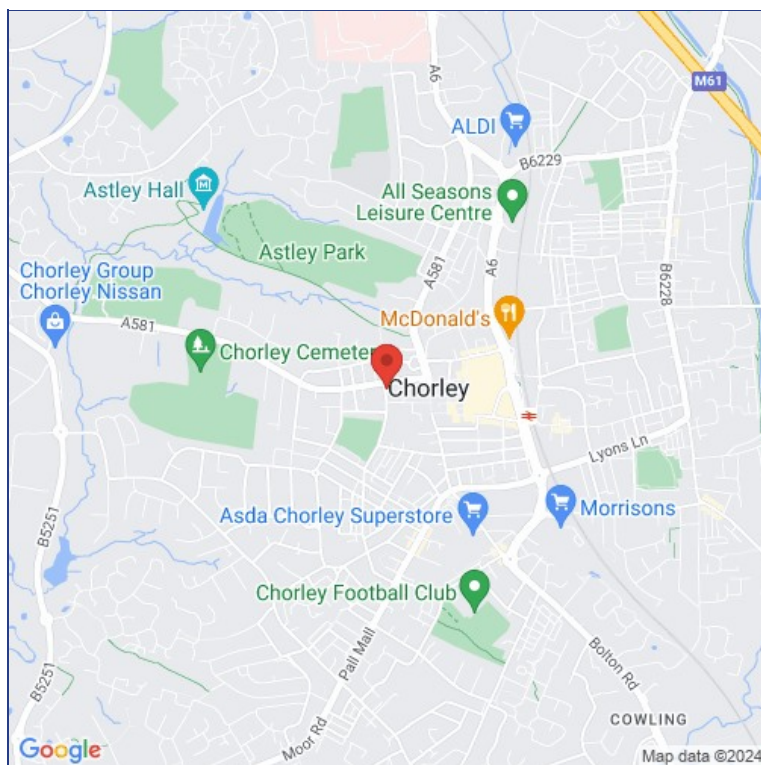 M61
A6
ALDI
B6229
Astley Hall
All Seasons
Leisure Centre
Astley Park
A581
A6
B6228
Chorley Group
Chorley Nissan
A581
McDonald's
Chorley Cemeter
Chorley
Lyons Ln
Asda Chorley Superstore
Morrisons
B5251
Chorley Football Club
Pall Mall
Bolton Rd
B5251
Moor Rd
COWLING
Google
Map data ©2024